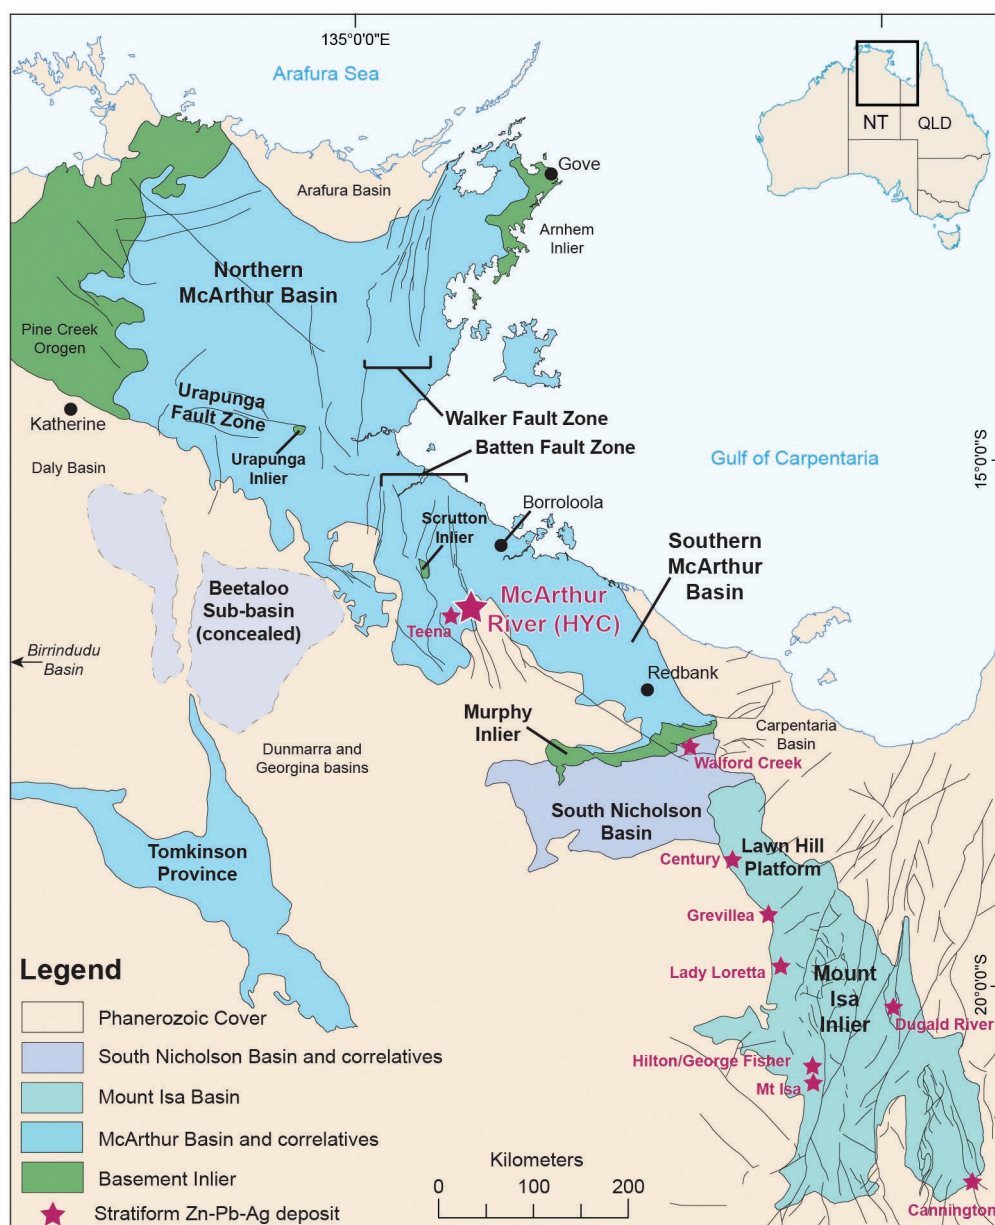 135°0'0"E
Arafura Sea
NT
QLD
Gove
Arafura Basin
Arnhem
Inlier
Northern
McArthur Basin
Pine Creek
Orogen
Urapunga
Fault Zone
Katherine
Walker Fault Zone
Urapunga
Inlier
Batten Fault Zone
Gulf of Carpentaria
15°0'0"S
Daly Basin
Scrutton
Inlier
Borroloola
Southern
McArthur
Basin
Beetaloo
Sub-basin
(concealed)
McArthur
River (HYC)
Teena
Birrindudu
Basin
Redbank
Murphy
Inlier
Carpentaria
Basin
Dunmarra and
Georgina basins
Walford Creek
South Nicholson
Basin
Lawn Hill
Platform
Century
Tomkinson
Province
Grevillea
Lady Loretta
Mount
Isa
Inlier
20°0'0"S
Dugald River
Hilton/George Fisher
Mt Isa
Cannington
Legend
Phanerozoic Cover
South Nicholson Basin and correlatives
Mount Isa Basin
McArthur Basin and correlatives
Basement Inlier
Stratiform Zn-Pb-Ag deposit
Kilometers
0 100 200